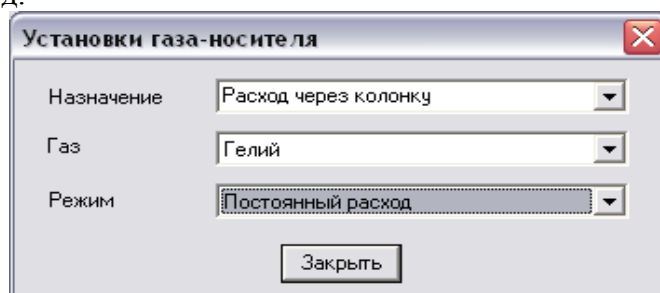 д.
Установки газа-носителя
Назначение Расход через колонку
Газ Гелий
Режим Постоянный расход
Закрыть